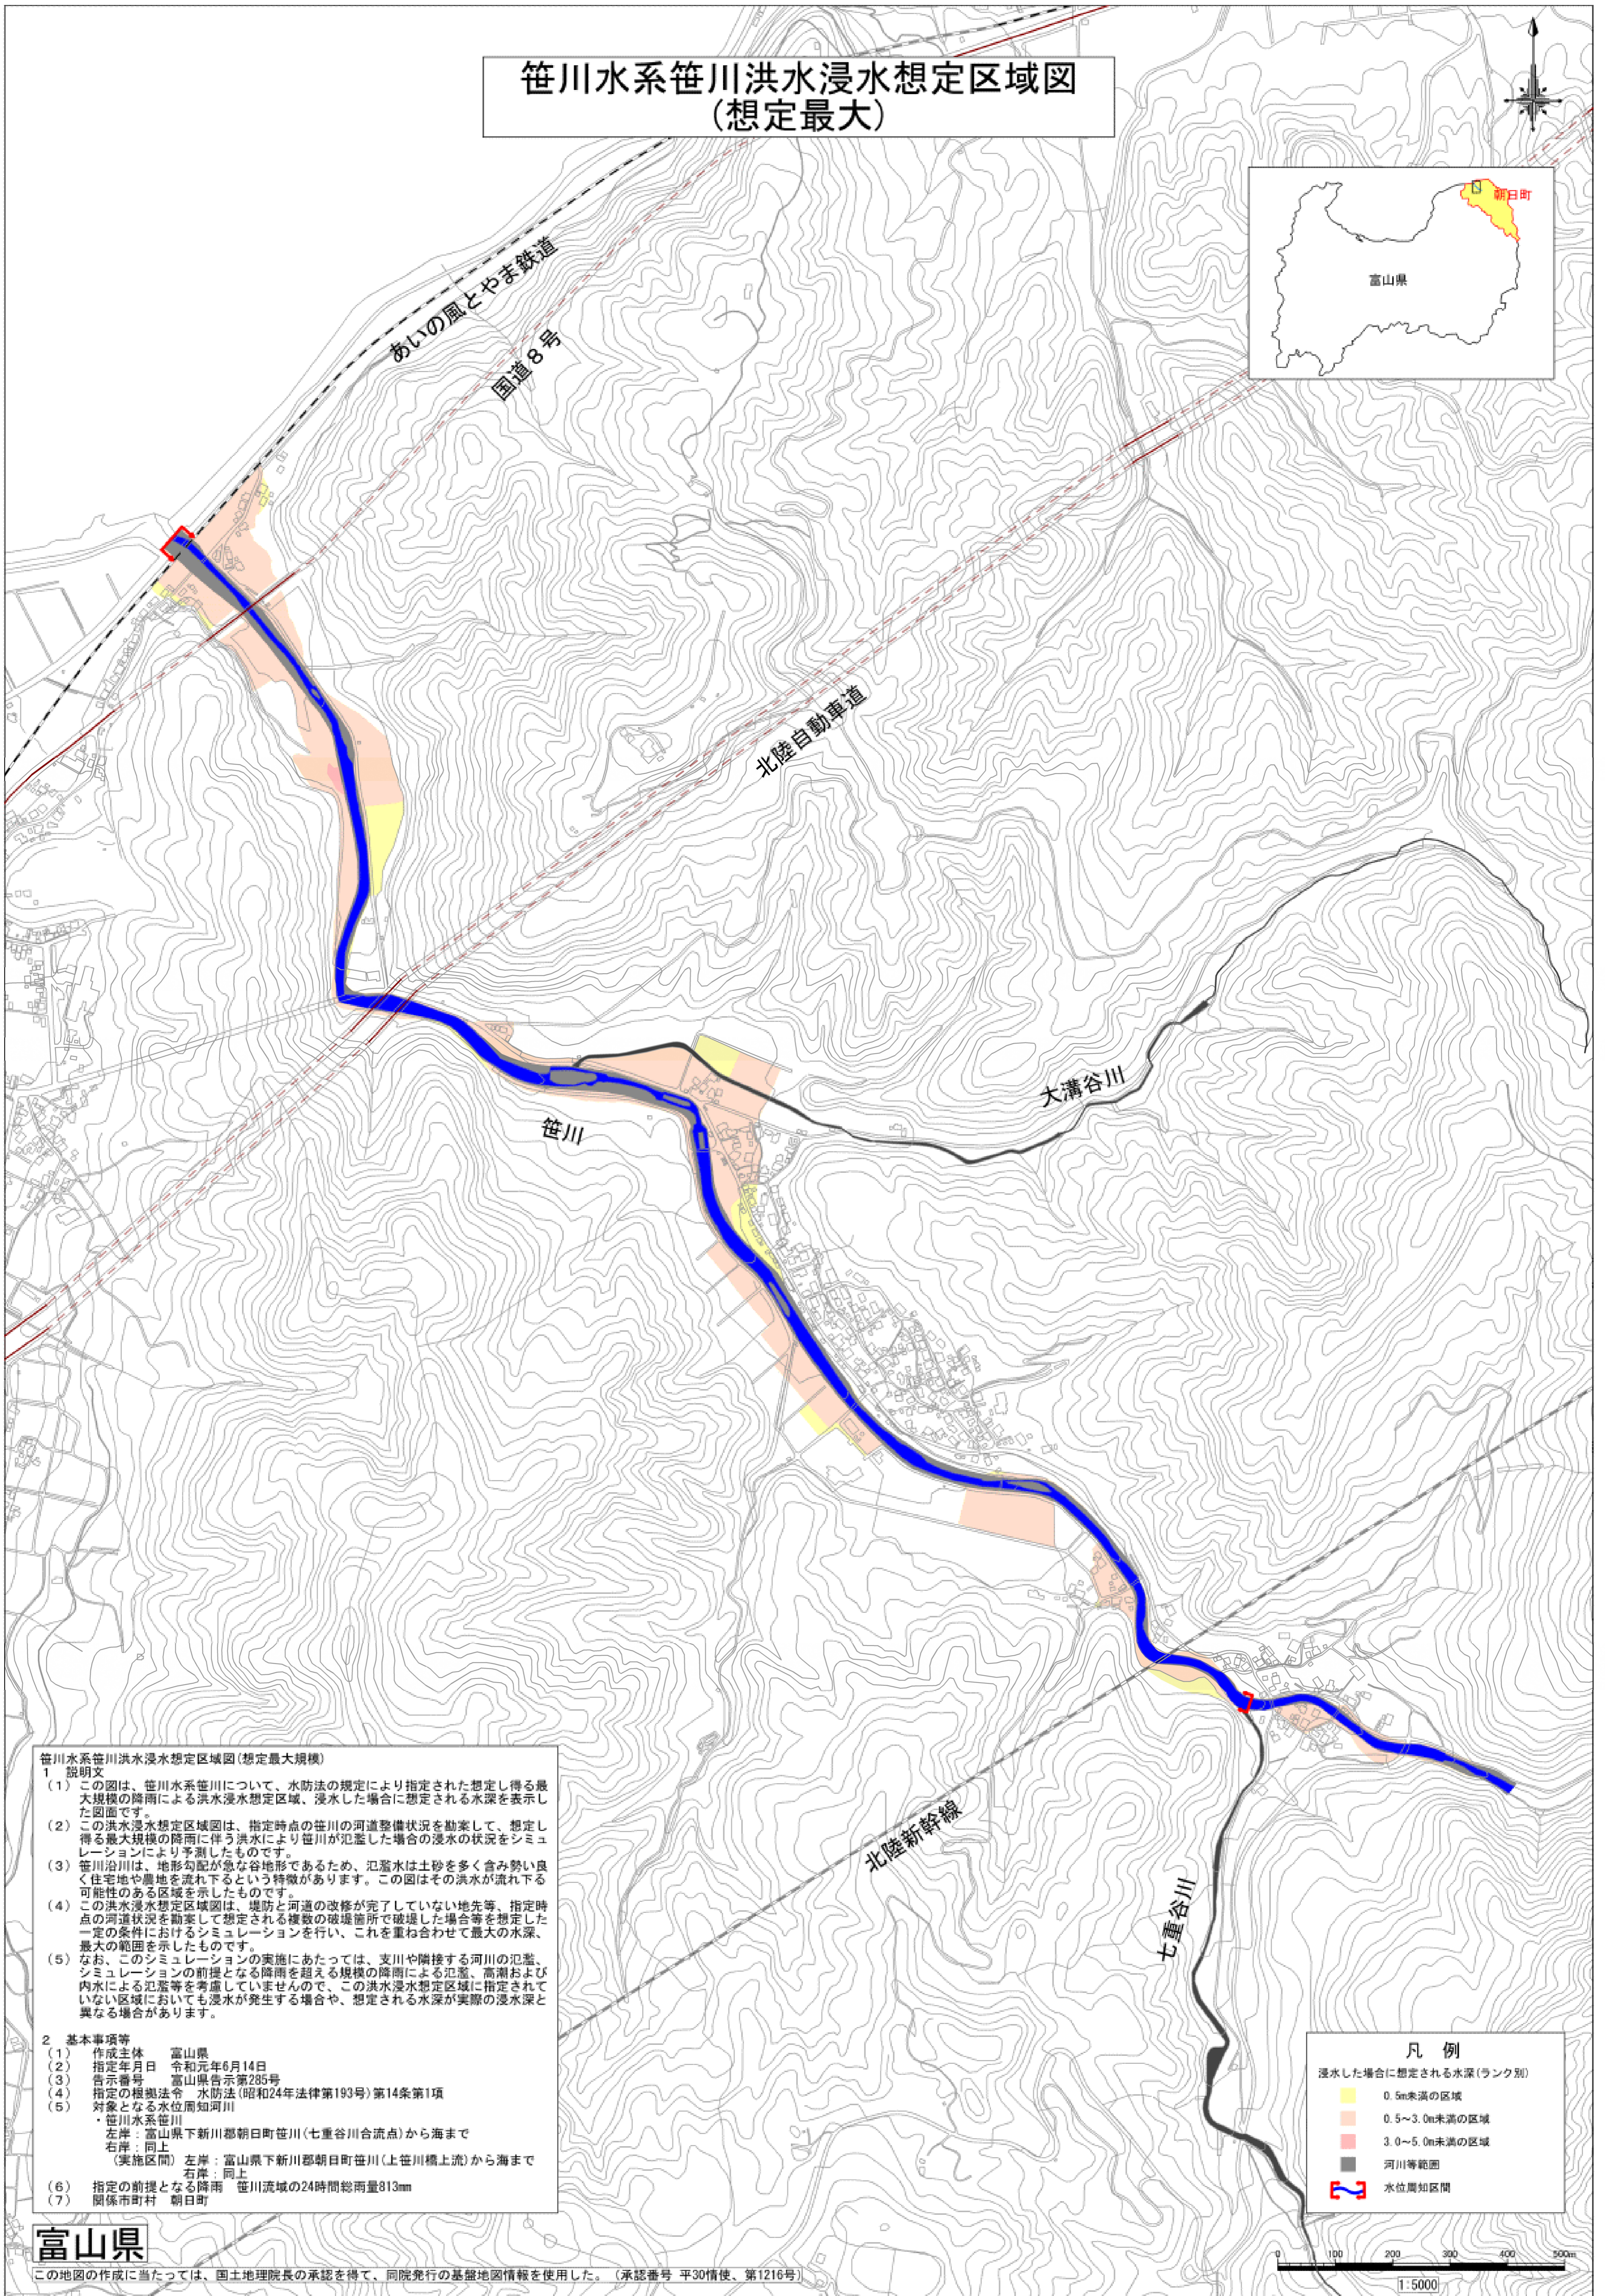 笹川水系笹川洪水浸水想定区域図
(想定最大)
朝日町
富山県
あいの風とやま鉄道
国道８号
北陸自動車道
大溝谷川
笹川
北陸新幹線
七重谷川
笹川水系笹川洪水浸水想定区域図(想定最大規模)
1　説明文
(1) この図は、笹川水系笹川について、水防法の規定により指定された想定し得る最
大規模の降雨による洪水浸水想定区域、浸水した場合に想定される水深を表示し
た図面です。
(2) この洪水浸水想定区域図は、指定時点の笹川の河道整備状況を勘案して、想定し
得る最大規模の降雨に伴う洪水により笹川が氾濫した場合の浸水の状況をシミュ
レーションにより予測したものです。
(3) 笹川沿川は、地形勾配が急な谷地形であるため、氾濫水は土砂を多く含み勢い良
く住宅地や農地を流れ下るという特徴があります。この図はその洪水が流れ下る
可能性のある区域を示したものです。
(4) この洪水浸水想定区域図は、堤防と河道の改修が完了していない地先等、指定時
点の河道状況を勘案して想定される複数の破堤箇所で破堤した場合等を想定した
一定の条件におけるシミュレーションを行い、これを重ね合わせて最大の水深、
最大の範囲を示したものです。
(5) なお、このシミュレーションの実施にあたっては、支川や隣接する河川の氾濫、
シミュレーションの前提となる降雨を超える規模の降雨による氾濫、高潮および
内水による氾濫等を考慮していませんので、この洪水浸水想定区域に指定されて
いない区域においても浸水が発生する場合や、想定される水深が実際の浸水深と
異なる場合があります。
2　基本事項等
(1)　作成主体　富山県
(2)　指定年月日　令和元年6月14日
(3)　告示番号　富山県告示第285号
(4)　指定の根拠法令　水防法(昭和24年法律第193号)第14条第1項
(5)　対象となる水位周知河川
・笹川水系笹川
左岸：富山県下新川郡朝日町笹川(七重谷川合流点)から海まで
右岸：同上
(実施区間) 左岸：富山県下新川郡朝日町笹川(上笹川橋上流)から海まで
右岸：同上
(6)　指定の前提となる降雨　笹川流域の24時間総雨量813mm
(7)　関係市町村　朝日町
凡　例
浸水した場合に想定される水深(ランク別)
0.5m未満の区域
0.5～3.0m未満の区域
3.0～5.0m未満の区域
河川等範囲
水位周知区間
富山県
0 100 200 300 400 500m
1:5000
この地図の作成に当たっては、国土地理院長の承認を得て、同院発行の基盤地図情報を使用した。（承認番号 平30情使、第1216号）